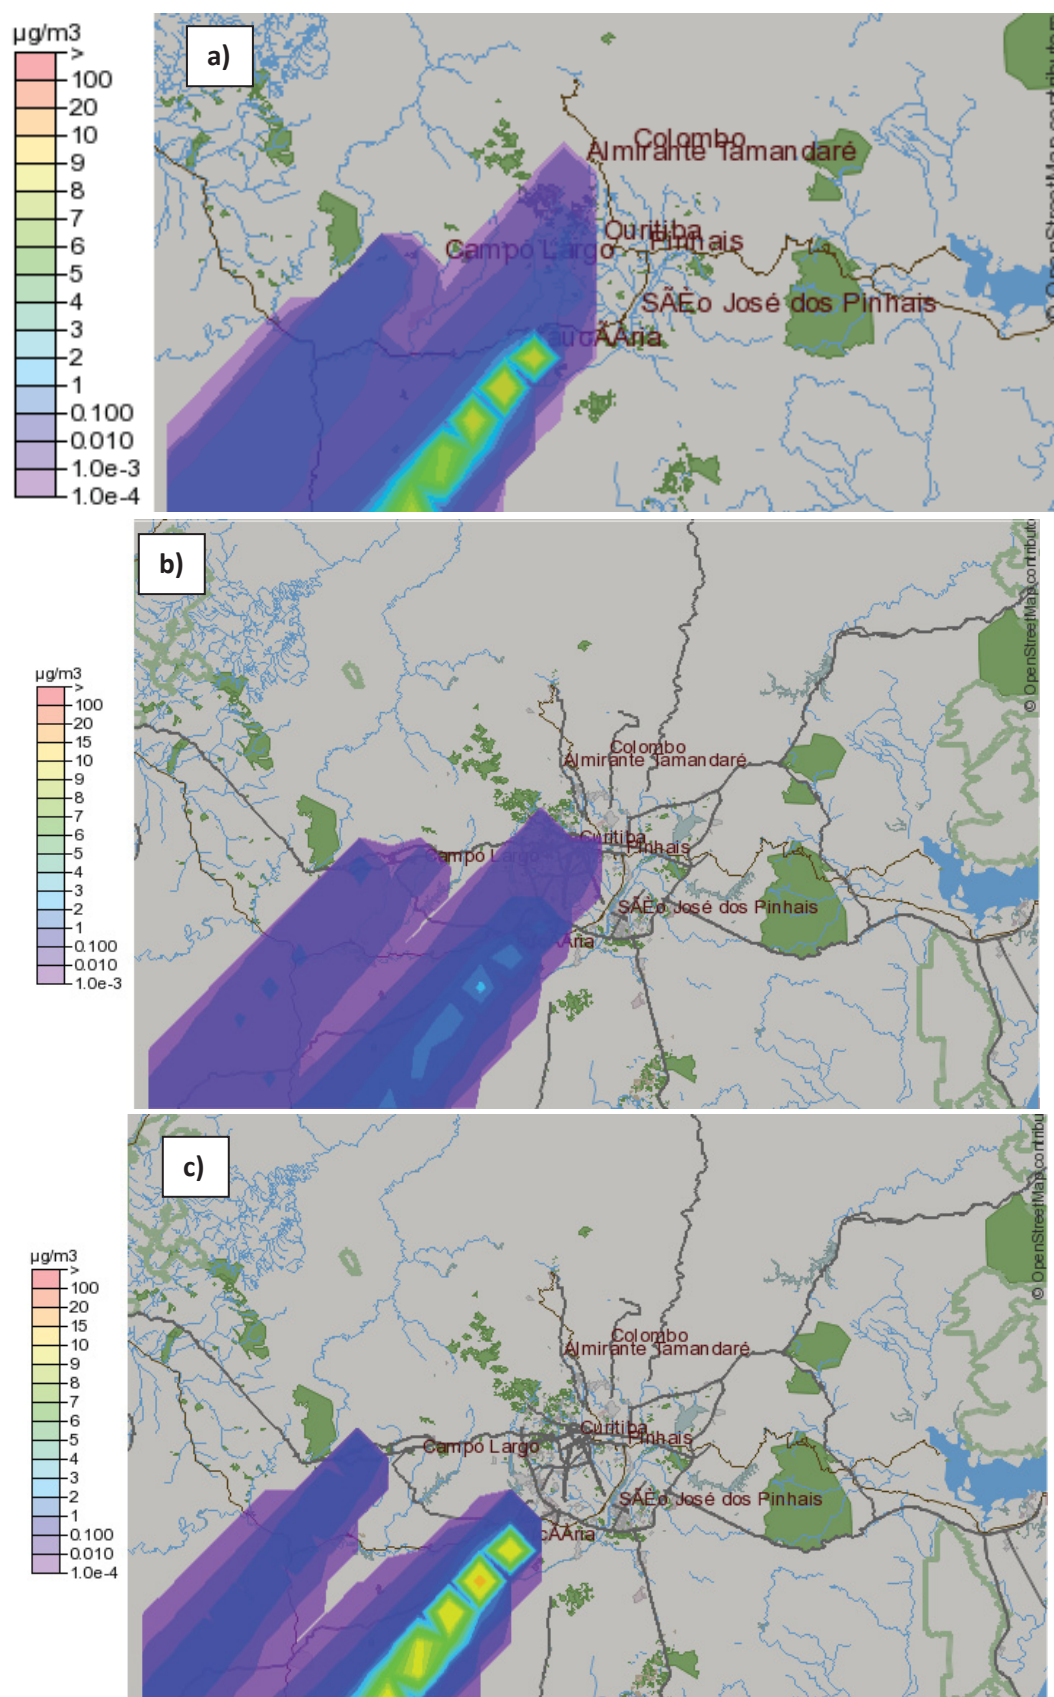 µg/m3
>
100
20
10
9
8
7
6
5
4
3
2
1
0.100
0.010
1.0e-3
1.0e-4
a)
Colombo
Almirante Tamandaré
Curitiba
Pinhais
Campo Largo
SÃEo José dos Pinhais
aucÃÃria
b)
© OpenStreetMap contributo
µg/m3
>
100
20
15
10
9
8
7
6
5
4
3
2
1
0.100
0.010
1.0e-3
Colombo
Almirante Tamandaré
Curitiba
Pinhais
Campo Largo
SÃEo José dos Pinhais
c)
© OpenStreetMap contribu
µg/m3
>
100
20
15
10
9
8
7
6
5
4
3
2
1
0.100
0.010
1.0e-4
Colombo
Almirante Tamandaré
Curitiba
Pinhais
Campo Largo
SÃEo José dos Pinhais
cÃÃria